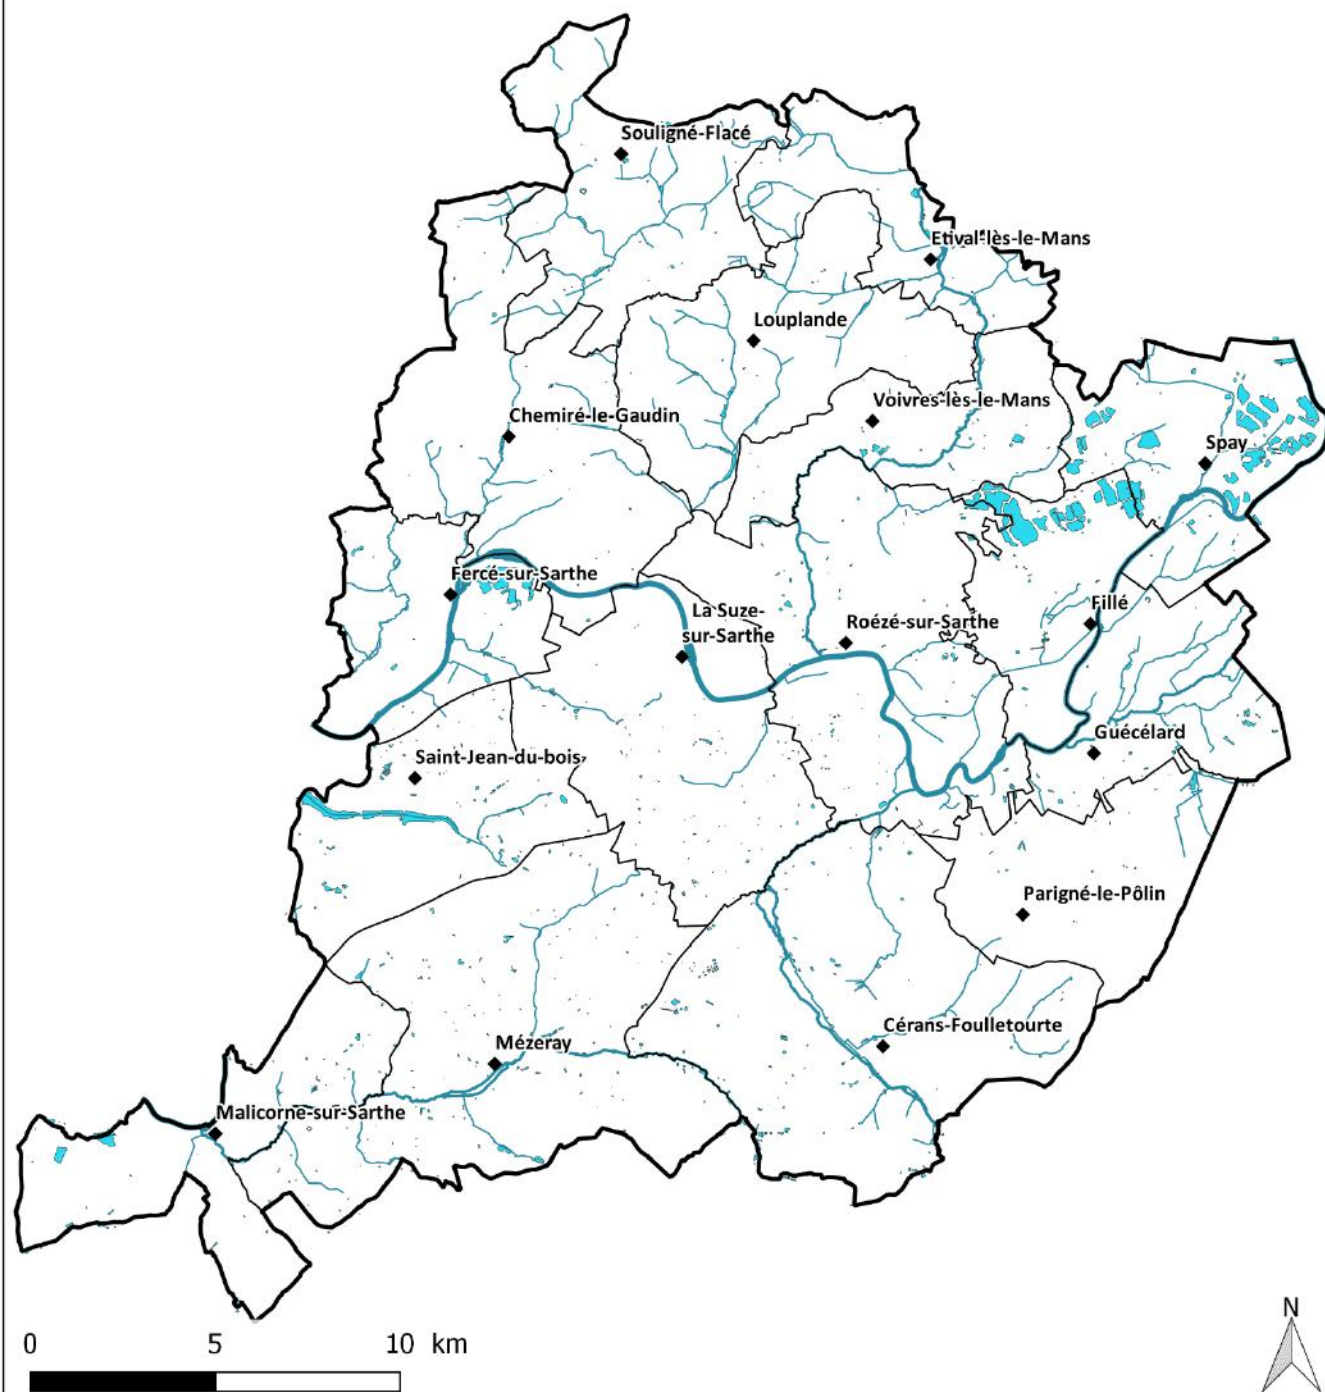 Souligné-Flacé
Etival-lès-le-Mans
Louplande
Voivres-lès-le-Mans
Chemiré-le-Gaudin
Spay
Fercé-sur-Sarthe
La Suze-
sur-Sarthe
Roézé-sur-Sarthe
Fillé
Guécélard
Saint-Jean-du-bois
Parigné-le-Pôlin
Cérans-Foulletourte
Mézeray
Malicorne-sur-Sarthe
N
0 5 10 km